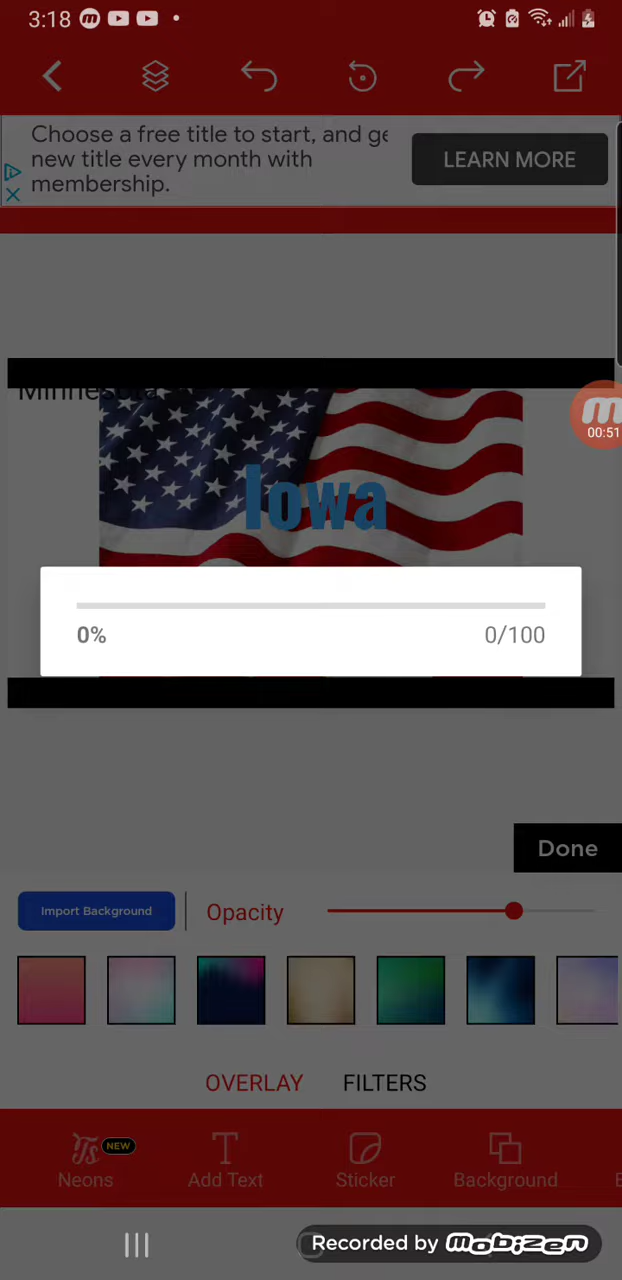 3:18
Choose a free title to start, and ge
new title every month with
membership.
LEARN MORE
Minnesota
Iowa
00:51
0%
0/100
Done
Import Background
Opacity
OVERLAY
FILTERS
NEW
Neons
Add Text
Sticker
Background
Recorded by mobizen